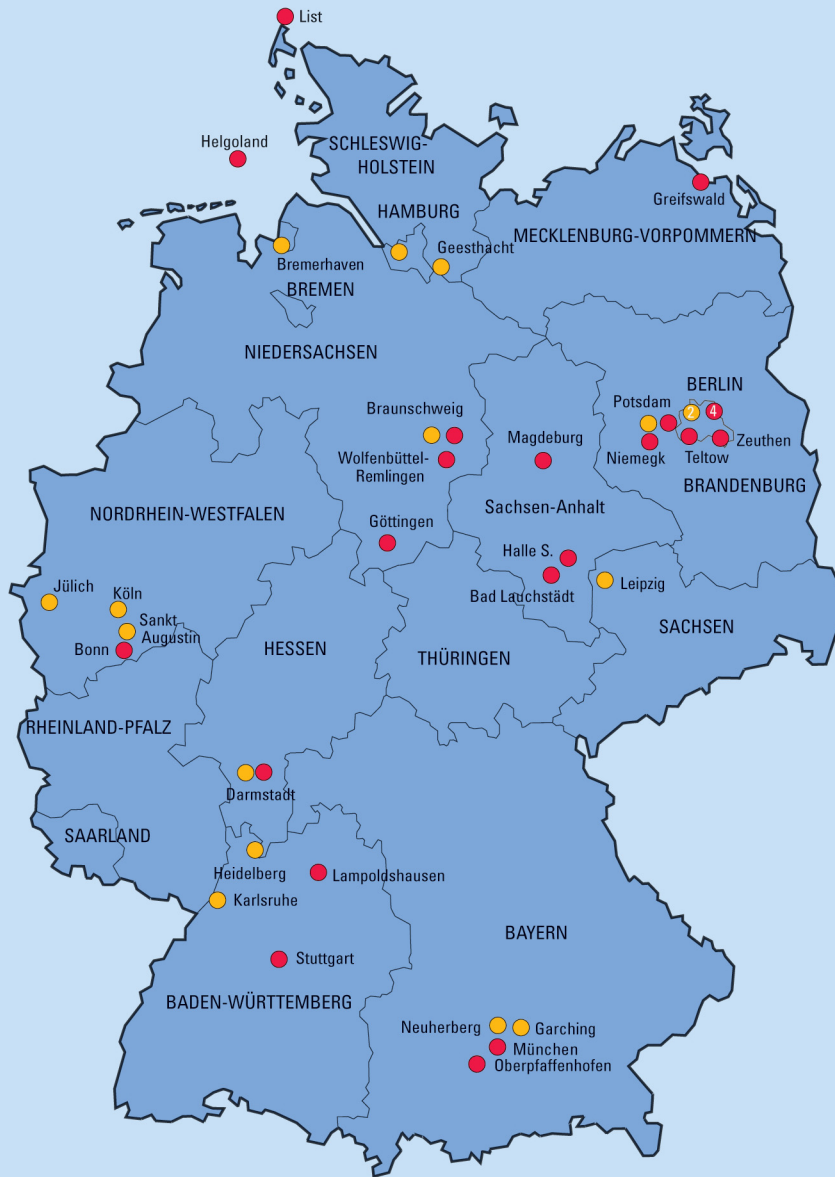 List
Helgoland
SCHLESWIG-
HOLSTEIN
Greifswald
HAMBURG
MECKLENBURG-VORPOMMERN
Geesthacht
Bremerhaven
BREMEN
NIEDERSACHSEN
BERLIN
Potsdam
2
4
Braunschweig
Magdeburg
Zeuthen
Niemegk
Teltow
Wolfenbüttel-
Remlingen
BRANDENBURG
NORDRHEIN-WESTFALEN
Sachsen-Anhalt
Göttingen
Halle S.
Jülich
Köln
Bad Lauchstädt
Leipzig
Sankt
Augustin
Bonn
HESSEN
THÜRINGEN
SACHSEN
RHEINLAND-PFALZ
Darmstadt
SAARLAND
Heidelberg
Lampoldshausen
Karlsruhe
BAYERN
Stuttgart
BADEN-WÜRTTEMBERG
Neuherberg
Garching
München
Oberpfaffenhofen